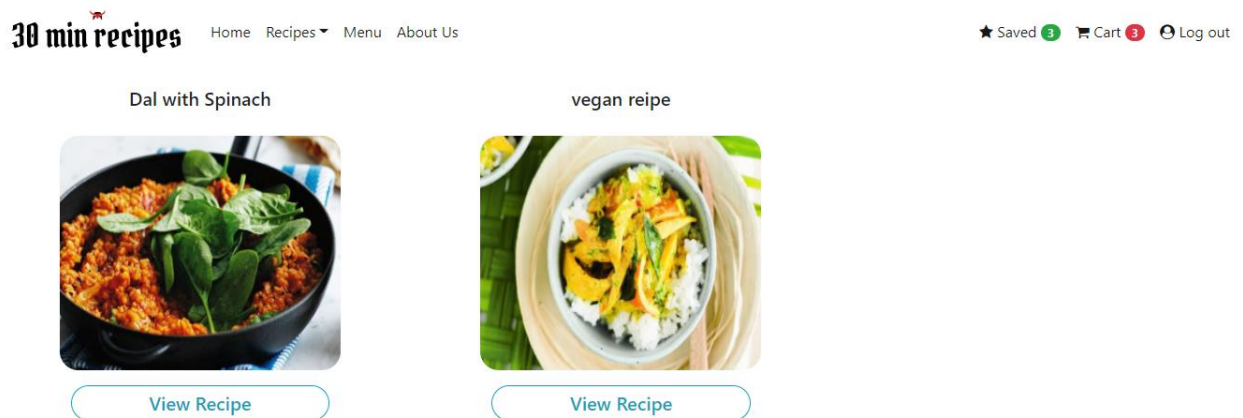 30 min recipes Home Recipes Menu About Us Saved 3 Cart 3 Log out
Dal with Spinach vegan reipe
View Recipe View Recipe